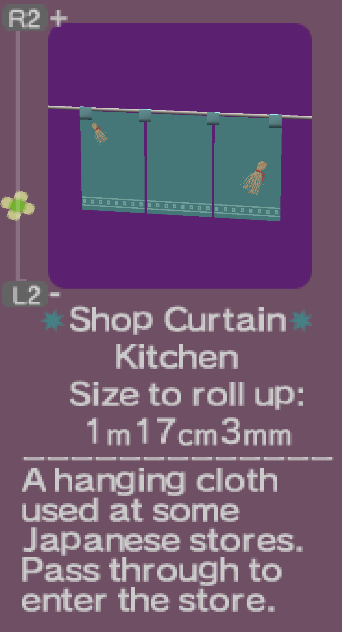 R2 +
L2 -
Shop Curtain
Kitchen
Size to roll up:
1m17cm3mm
A hanging cloth
used at some
Japanese stores.
Pass through to
enter the store.